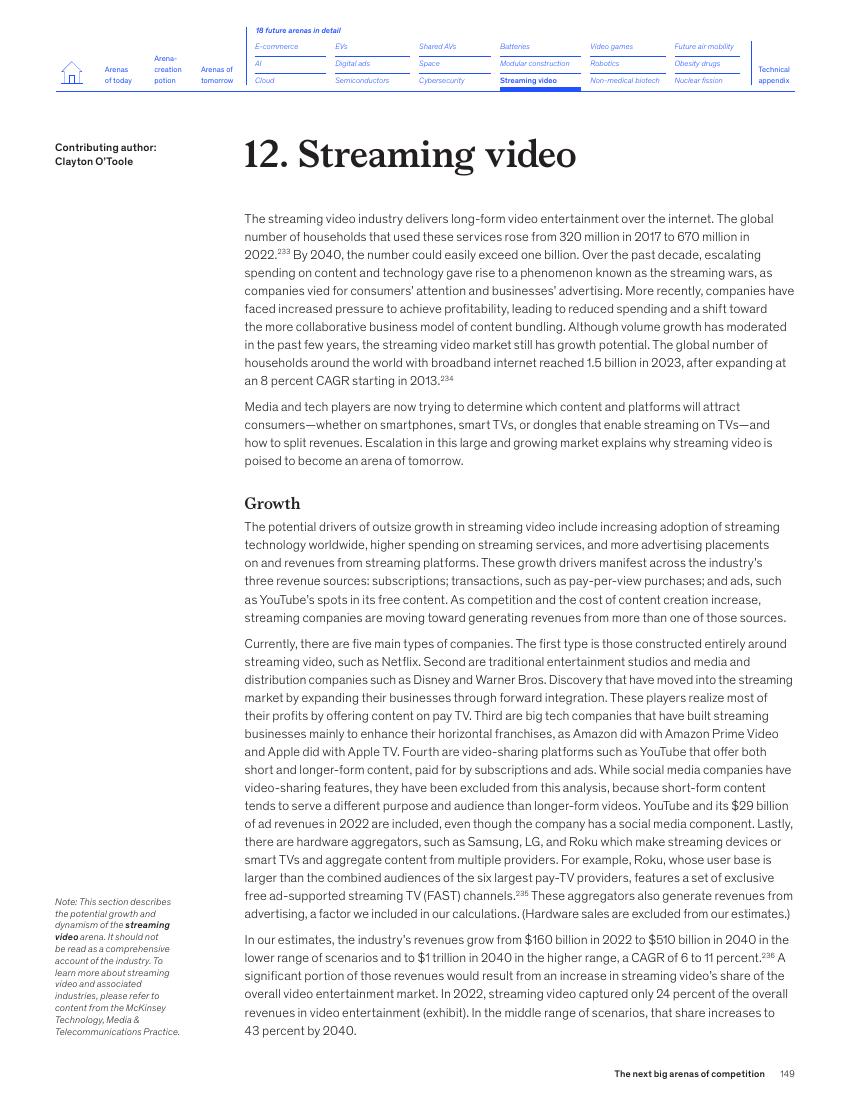 18 future arenas in detail
E-commerce EVs Shared AVs Batteries Video games Future air mobility
Arenas of today Arena-creation potion Arenas of tomorrow
AI Digital ads Space Modular construction Robotics Obesity drugs
Cloud Semiconductors Cybersecurity Streaming video Non-medical biotech Nuclear fission
Technical appendix
Contributing author:
Clayton O'Toole
12. Streaming video
The streaming video industry delivers long-form video entertainment over the internet. The global
number of households that used these services rose from 320 million in 2017 to 670 million in
2022.233 By 2040, the number could easily exceed one billion. Over the past decade, escalating
spending on content and technology gave rise to a phenomenon known as the streaming wars, as
companies vied for consumers' attention and businesses' advertising. More recently, companies have
faced increased pressure to achieve profitability, leading to reduced spending and a shift toward
the more collaborative business model of content bundling. Although volume growth has moderated
in the past few years, the streaming video market still has growth potential. The global number of
households around the world with broadband internet reached 1.5 billion in 2023, after expanding at
an 8 percent CAGR starting in 2013.234
Media and tech players are now trying to determine which content and platforms will attract
consumers—whether on smartphones, smart TVs, or dongles that enable streaming on TVs—and
how to split revenues. Escalation in this large and growing market explains why streaming video is
poised to become an arena of tomorrow.
Growth
The potential drivers of outsize growth in streaming video include increasing adoption of streaming
technology worldwide, higher spending on streaming services, and more advertising placements
on and revenues from streaming platforms. These growth drivers manifest across the industry's
three revenue sources: subscriptions; transactions, such as pay-per-view purchases; and ads, such
as YouTube's spots in its free content. As competition and the cost of content creation increase,
streaming companies are moving toward generating revenues from more than one of those sources.
Currently, there are five main types of companies. The first type is those constructed entirely around
streaming video, such as Netflix. Second are traditional entertainment studios and media and
distribution companies such as Disney and Warner Bros. Discovery that have moved into the streaming
market by expanding their businesses through forward integration. These players realize most of
their profits by offering content on pay TV. Third are big tech companies that have built streaming
businesses mainly to enhance their horizontal franchises, as Amazon did with Amazon Prime Video
and Apple did with Apple TV. Fourth are video-sharing platforms such as YouTube that offer both
short and longer-form content, paid for by subscriptions and ads. While social media companies have
video-sharing features, they have been excluded from this analysis, because short-form content
tends to serve a different purpose and audience than longer-form videos. YouTube and its $29 billion
of ad revenues in 2022 are included, even though the company has a social media component. Lastly,
there are hardware aggregators, such as Samsung, LG, and Roku which make streaming devices or
smart TVs and aggregate content from multiple providers. For example, Roku, whose user base is
larger than the combined audiences of the six largest pay-TV providers, features a set of exclusive
free ad-supported streaming TV (FAST) channels.235 These aggregators also generate revenues from
advertising, a factor we included in our calculations. (Hardware sales are excluded from our estimates.)
In our estimates, the industry's revenues grow from $160 billion in 2022 to $510 billion in 2040 in the
lower range of scenarios and to $1 trillion in 2040 in the higher range, a CAGR of 6 to 11 percent.236 A
significant portion of those revenues would result from an increase in streaming video's share of the
overall video entertainment market. In 2022, streaming video captured only 24 percent of the overall
revenues in video entertainment (exhibit). In the middle range of scenarios, that share increases to
43 percent by 2040.
Note: This section describes
the potential growth and
dynamism of the streaming
video arena. It should not
be read as a comprehensive
account of the industry. To
learn more about streaming
video and associated
industries, please refer to
content from the McKinsey
Technology, Media &
Telecommunications Practice.
The next big arenas of competition 149